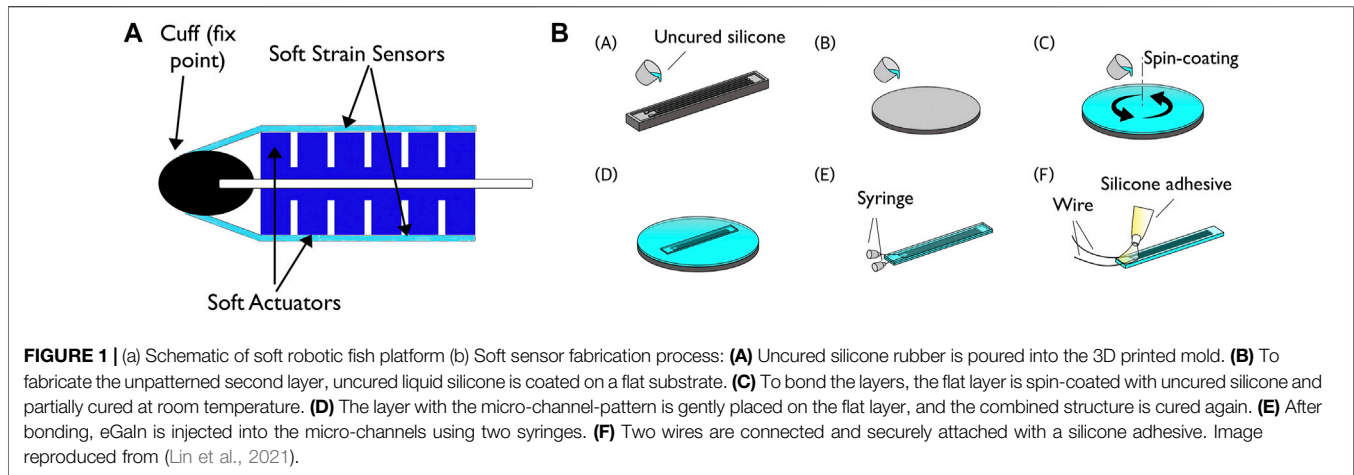 A
Cuff (fix
point)
Soft Strain Sensors
Soft Actuators
B
(A)
Uncured silicone
(B)
(C)
Spin-coating
(D)
(E)
Syringe
(F)
Silicone adhesive
Wire
FIGURE 1 | (a) Schematic of soft robotic fish platform (b) Soft sensor fabrication process: (A) Uncured silicone rubber is poured into the 3D printed mold. (B) To
fabricate the unpatterned second layer, uncured liquid silicone is coated on a flat substrate. (C) To bond the layers, the flat layer is spin-coated with uncured silicone and
partially cured at room temperature. (D) The layer with the micro-channel-pattern is gently placed on the flat layer, and the combined structure is cured again. (E) After
bonding, eGaIn is injected into the micro-channels using two syringes. (F) Two wires are connected and securely attached with a silicone adhesive. Image
reproduced from (Lin et al., 2021).